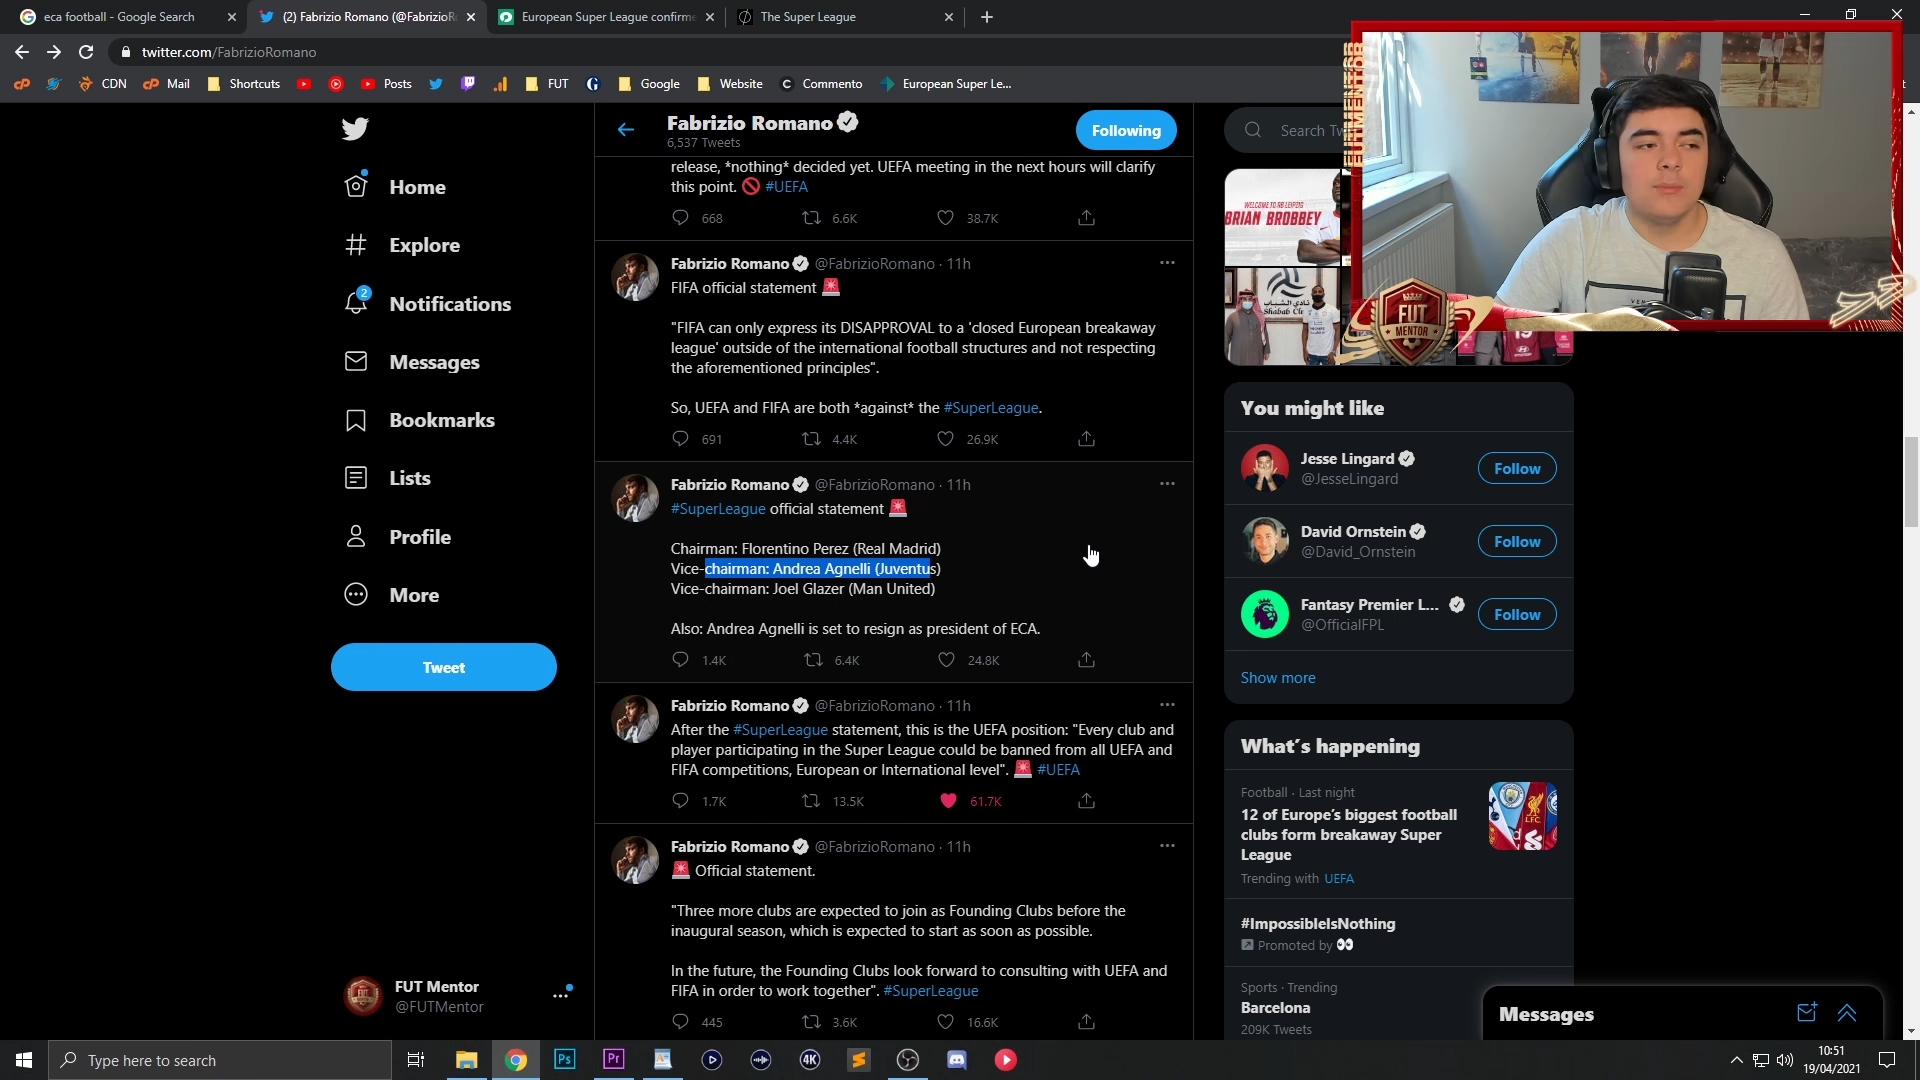 eca football - Google Search
(2) Fabrizio Romano (@FabrizioR
European Super League confirme
The Super League
twitter.com/FabrizioRomano
CDN
Mail
Shortcuts
Posts
FUT
Google
Website
Commento
European Super Le...
Fabrizio Romano
6,537 Tweets
Following
Search Tw
Home
Explore
2
Notifications
Messages
Bookmarks
Lists
Profile
More
Tweet
FUT Mentor
@FUTMentor
release, *nothing* decided yet. UEFA meeting in the next hours will clarify
this point. 🚫 #UEFA
668 6.6K 38.7K
Fabrizio Romano @FabrizioRomano · 11h
FIFA official statement 🚨
"FIFA can only express its DISAPPROVAL to a 'closed European breakaway
league' outside of the international football structures and not respecting
the aforementioned principles".
So, UEFA and FIFA are both *against* the #SuperLeague.
691 4.4K 26.9K
Fabrizio Romano @FabrizioRomano · 11h
#SuperLeague official statement 🚨
Chairman: Florentino Perez (Real Madrid)
Vice-chairman: Andrea Agnelli (Juventus)
Vice-chairman: Joel Glazer (Man United)
Also: Andrea Agnelli is set to resign as president of ECA.
1.4K 6.4K 24.8K
Fabrizio Romano @FabrizioRomano · 11h
After the #SuperLeague statement, this is the UEFA position: "Every club and
player participating in the Super League could be banned from all UEFA and
FIFA competitions, European or International level". 🚨 #UEFA
1.7K 13.5K 61.7K
Fabrizio Romano @FabrizioRomano · 11h
🚨 Official statement.
"Three more clubs are expected to join as Founding Clubs before the
inaugural season, which is expected to start as soon as possible.
In the future, the Founding Clubs look forward to consulting with UEFA and
FIFA in order to work together". #SuperLeague
445 3.6K 16.6K
WELCOME TO RB LEIPZIG
BRIAN BROBBEY
FUTMENTOR
FUT
MENTOR
You might like
Jesse Lingard
@JesseLingard
Follow
David Ornstein
@David_Ornstein
Follow
Fantasy Premier L...
@OfficialFPL
Follow
Show more
What's happening
Football · Last night
12 of Europe's biggest football
clubs form breakaway Super
League
Trending with UEFA
#ImpossibleIsNothing
Promoted by 👀
Sports · Trending
Barcelona
209K Tweets
Messages
Type here to search
Ps
Pr
4K
10:51
19/04/2021